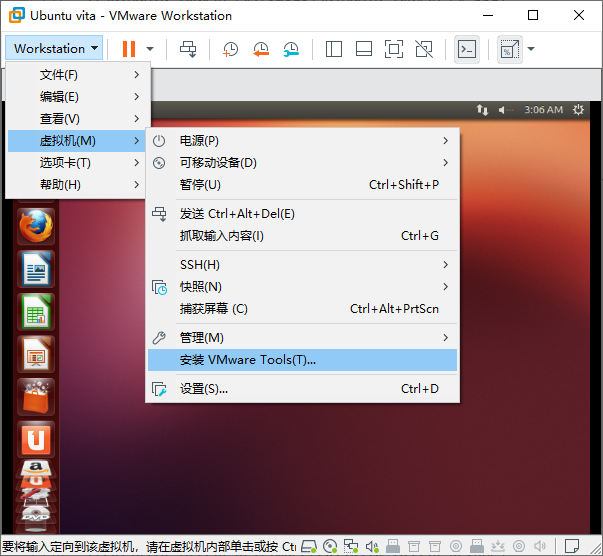 Ubuntu vita - VMware Workstation
Workstation
文件(F)
编辑(E)
查看(V)
虚拟机(M)
选项卡(T)
帮助(H)
3:06 AM
电源(P)
可移动设备(D)
暂停(U) Ctrl+Shift+P
发送 Ctrl+Alt+Del(E)
抓取输入内容(I) Ctrl+G
SSH(H)
快照(N)
捕获屏幕 (C) Ctrl+Alt+PrtScn
管理(M)
安装 VMware Tools(T)...
设置(S)... Ctrl+D
要将输入定向到该虚拟机，请在虚拟机内部单击或按 Ct